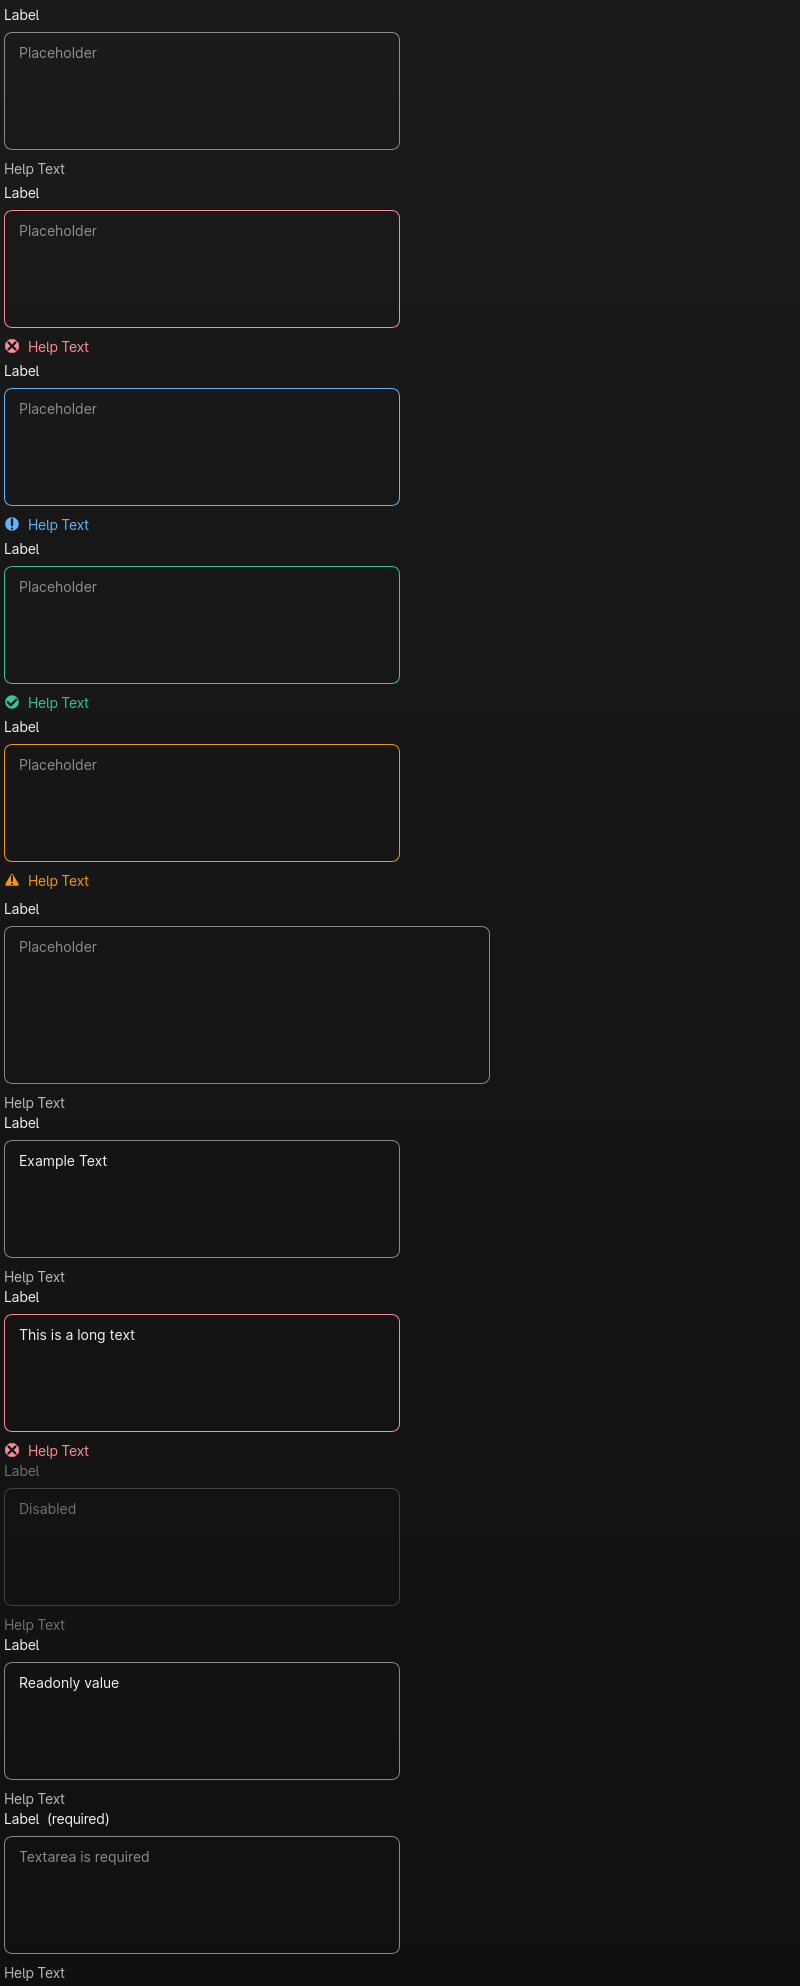 Label
Placeholder
Help Text
Label
Placeholder
Help Text
Label
Placeholder
Help Text
Label
Placeholder
Help Text
Label
Placeholder
Help Text
Label
Placeholder
Help Text
Label
Example Text
Help Text
Label
This is a long text
Help Text
Label
Disabled
Help Text
Label
Readonly value
Help Text
Label (required)
Textarea is required
Help Text